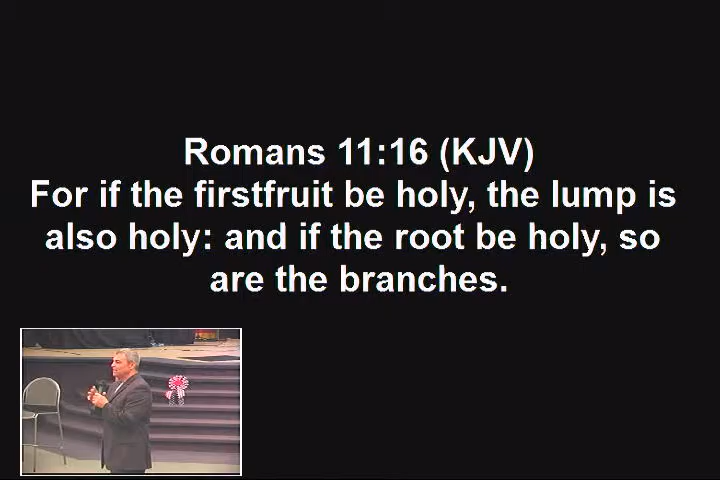 Romans 11:16 (KJV)
For if the firstfruit be holy, the lump is
also holy: and if the root be holy, so
are the branches.